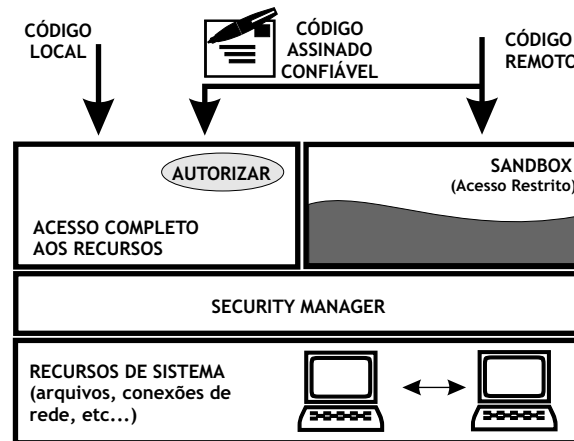 CÓDIGO
LOCAL
CÓDIGO
ASSINADO
CONFIÁVEL
CÓDIGO
REMOTO
AUTORIZAR
ACESSO COMPLETO
AOS RECURSOS
SANDBOX
(Acesso Restrito)
SECURITY MANAGER
RECURSOS DE SISTEMA
(arquivos, conexões de
rede, etc...)